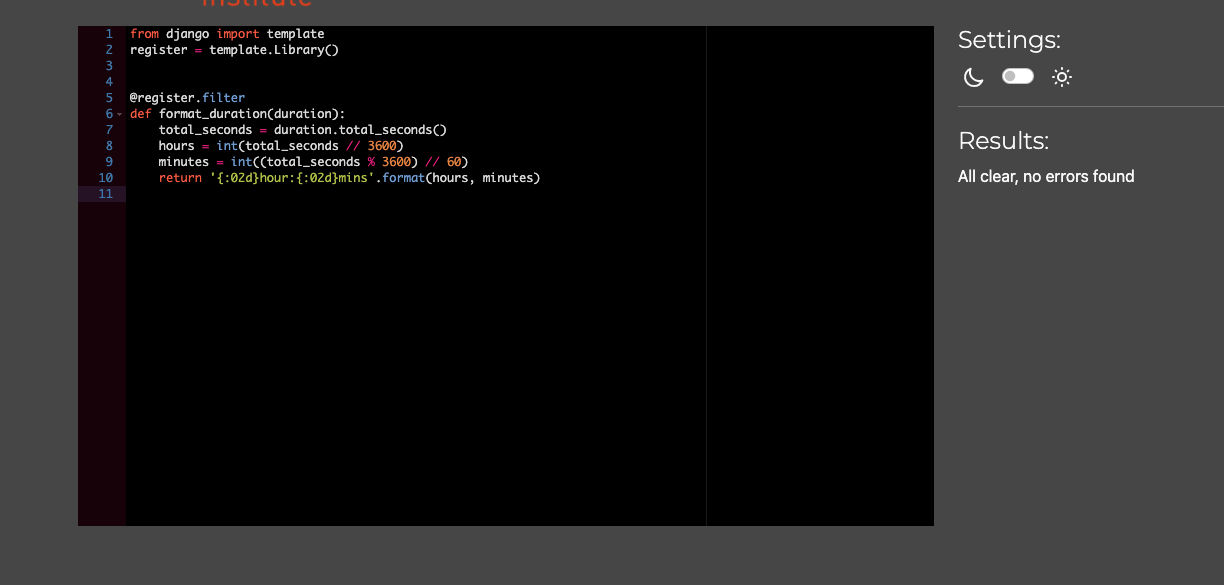 institute
1 from django import template
2 register = template.Library()
3
4
5 @register.filter
6 def format_duration(duration):
7     total_seconds = duration.total_seconds()
8     hours = int(total_seconds // 3600)
9     minutes = int((total_seconds % 3600) // 60)
10     return '{:02d}hour:{:02d}mins'.format(hours, minutes)
11
Settings:
Results:
All clear, no errors found